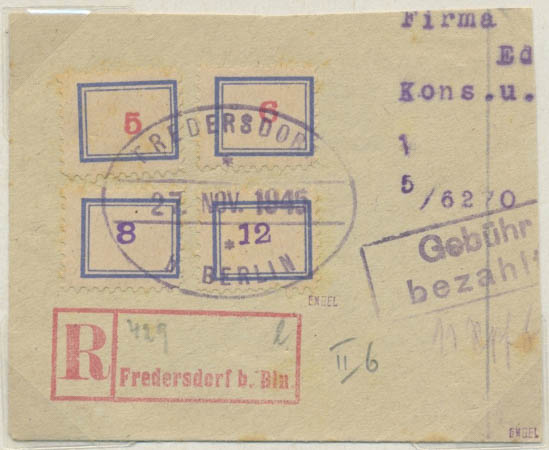 Firma
Ed
Kons.u.
1
5
/6270
5
6
FREDERSDORF
27. NOV. 1945
8
12
b. BERLIN
Gebühr
bezahlt
ENGEL
R
429
Fredersdorf b. Bln.
II 6
ENGEL